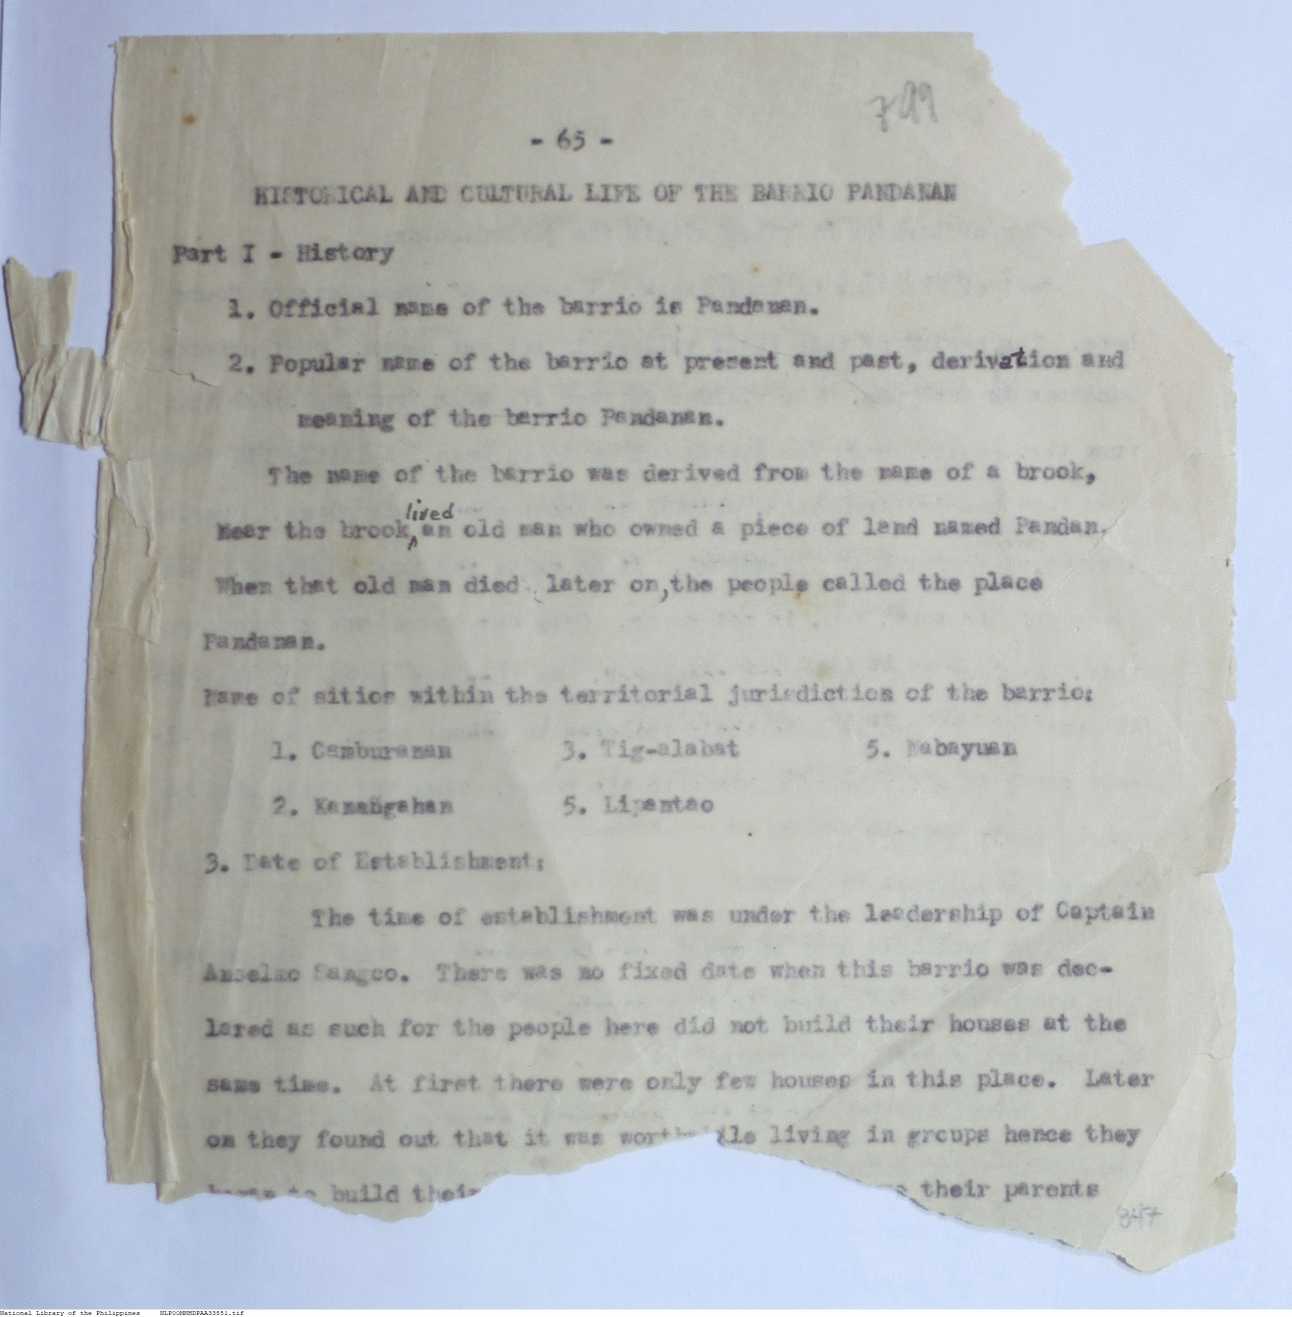 799
- 65 -
HISTORICAL AND CULTURAL LIFE OF THE BARRIO PANDANAN
Part I - History
1. Official name of the barrio is Pandanan.
2. Popular name of the barrio at present and past, derivation and
meaning of the barrio Pandanan.
The name of the barrio was derived from the name of a brook,
Near the brook, lived an old man who owned a piece of land named Pandan.
When that old man died later on, the people called the place
Pandanan.
Name of sitios within the territorial jurisdiction of the barrio:
1. Camburanan 3. Tig-alabat 5. Mabayuan
2. Kamangahan 5. Lipantao
3. Date of Establishment:
The time of establishment was under the leadership of Captain
Anselmo Sangco. There was no fixed date when this barrio was dec-
lared as such for the people here did not build their houses at the
same time. At first there were only few houses in this place. Later
on they found out that it was living in groups hence they
build their their parents
847
National Library of the Philippines